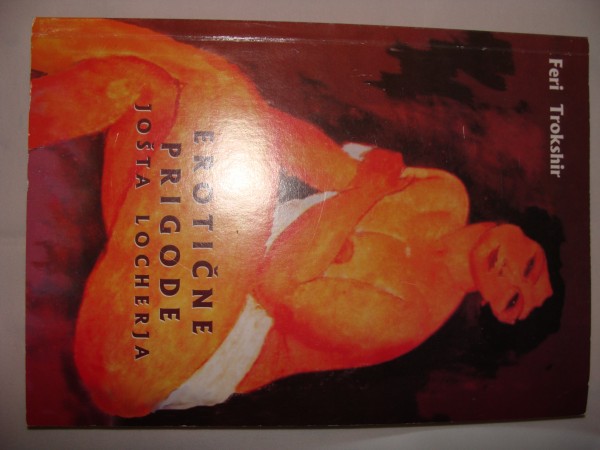 Feri Trokshir
EROTIČNE
PRIGODE
JOŠTA LOCHERJA